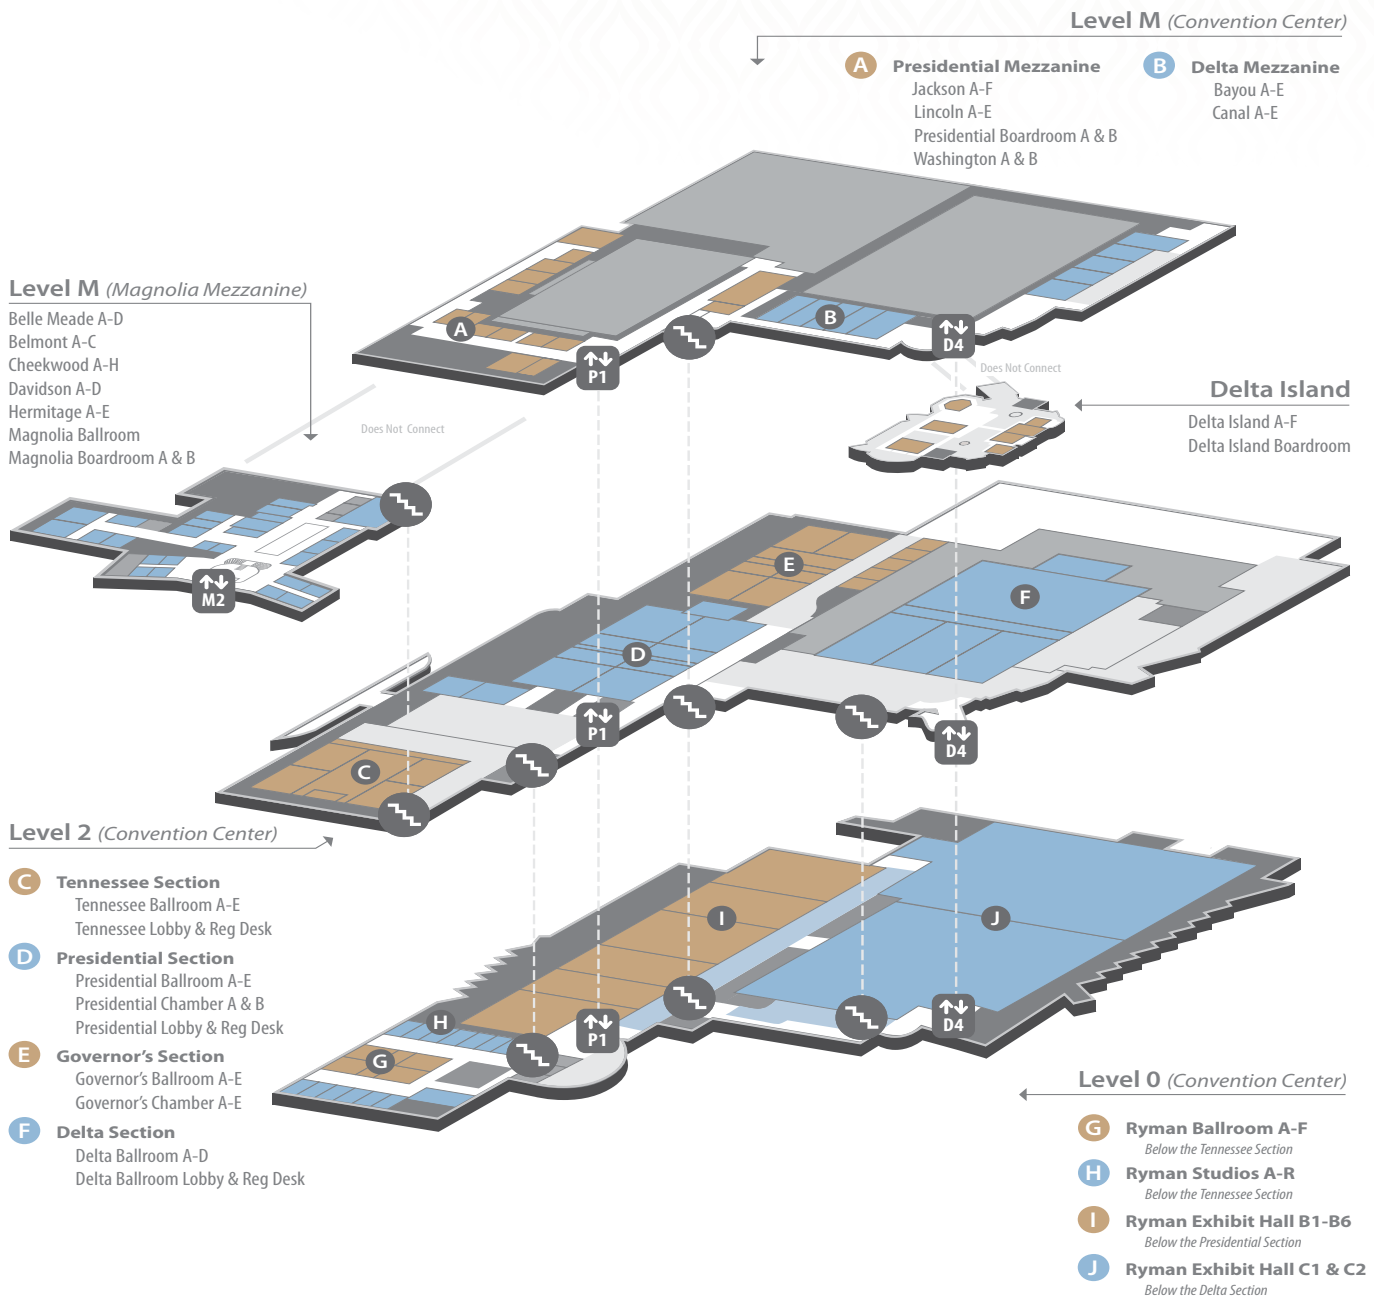 Level M (Convention Center)
A Presidential Mezzanine
Jackson A-F
Lincoln A-E
Presidential Boardroom A & B
Washington A & B
B Delta Mezzanine
Bayou A-E
Canal A-E
Level M (Magnolia Mezzanine)
Belle Meade A-D
Belmont A-C
Cheekwood A-H
Davidson A-D
Hermitage A-E
Magnolia Ballroom
Magnolia Boardroom A & B
A
B
P1
D4
Does Not Connect
Does Not Connect
Delta Island
Delta Island A-F
Delta Island Boardroom
M2
E
F
D
P1
D4
C
Level 2 (Convention Center)
C Tennessee Section
Tennessee Ballroom A-E
Tennessee Lobby & Reg Desk
D Presidential Section
Presidential Ballroom A-E
Presidential Chamber A & B
Presidential Lobby & Reg Desk
E Governor's Section
Governor's Ballroom A-E
Governor's Chamber A-E
F Delta Section
Delta Ballroom A-D
Delta Ballroom Lobby & Reg Desk
I
J
H
P1
D4
G
Level 0 (Convention Center)
G Ryman Ballroom A-F
Below the Tennessee Section
H Ryman Studios A-R
Below the Tennessee Section
I Ryman Exhibit Hall B1-B6
Below the Presidential Section
J Ryman Exhibit Hall C1 & C2
Below the Delta Section